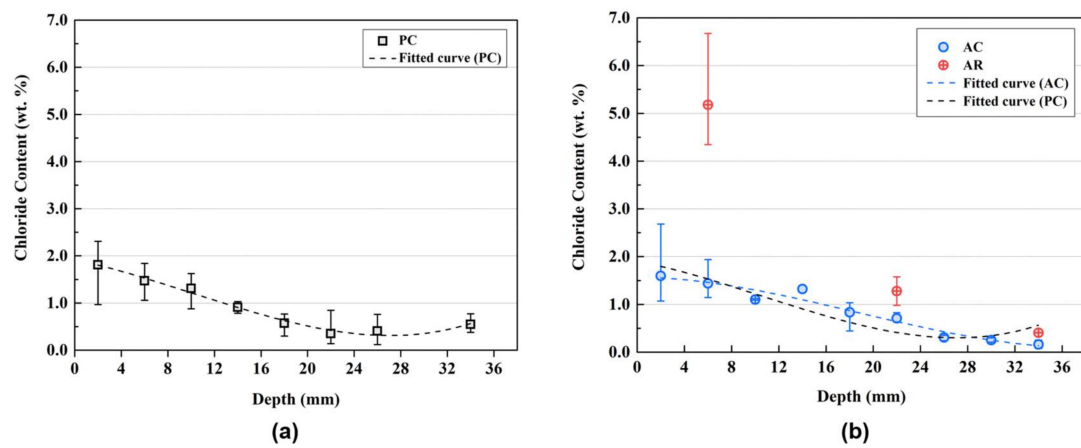 7.0
6.0
5.0
4.0
3.0
2.0
1.0
0.0
Chloride Content (wt. %)
PC
Fitted curve (PC)
0 4 8 12 16 20 24 28 32 36
Depth (mm)
(a)
7.0
6.0
5.0
4.0
3.0
2.0
1.0
0.0
Chloride Content (wt. %)
AC
AR
Fitted curve (AC)
Fitted curve (PC)
0 4 8 12 16 20 24 28 32 36
Depth (mm)
(b)